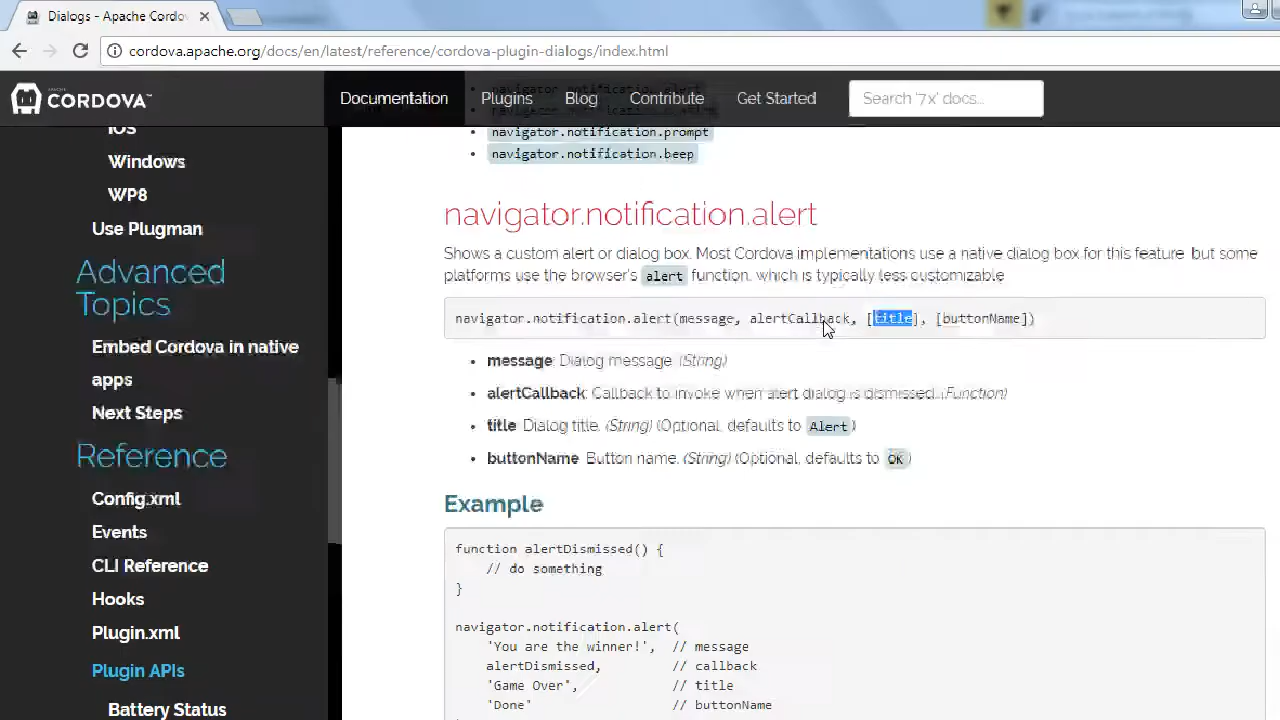 Dialogs - Apache Cordov
cordova.apache.org/docs/en/latest/reference/cordova-plugin-dialogs/index.html
APACHE
CORDOVA™
Documentation
Plugins
Blog
Contribute
Get Started
Search '7.x' docs...
iOS
Windows
WP8
Use Plugman
Advanced
Topics
Embed Cordova in native
apps
Next Steps
Reference
Config.xml
Events
CLI Reference
Hooks
Plugin.xml
Plugin APIs
Battery Status
navigator.notification.alert
navigator.notification.prompt
navigator.notification.beep
navigator.notification.alert
Shows a custom alert or dialog box. Most Cordova implementations use a native dialog box for this feature, but some
platforms use the browser's alert function, which is typically less customizable.
navigator.notification.alert(message, alertCallback, [title], [buttonName])
• message: Dialog message. (String)
• alertCallback: Callback to invoke when alert dialog is dismissed. (Function)
• title: Dialog title. (String) (Optional, defaults to Alert)
• buttonName: Button name. (String) (Optional, defaults to OK)
Example
function alertDismissed() {
// do something
}
navigator.notification.alert(
'You are the winner!', // message
alertDismissed, // callback
'Game Over', // title
'Done' // buttonName